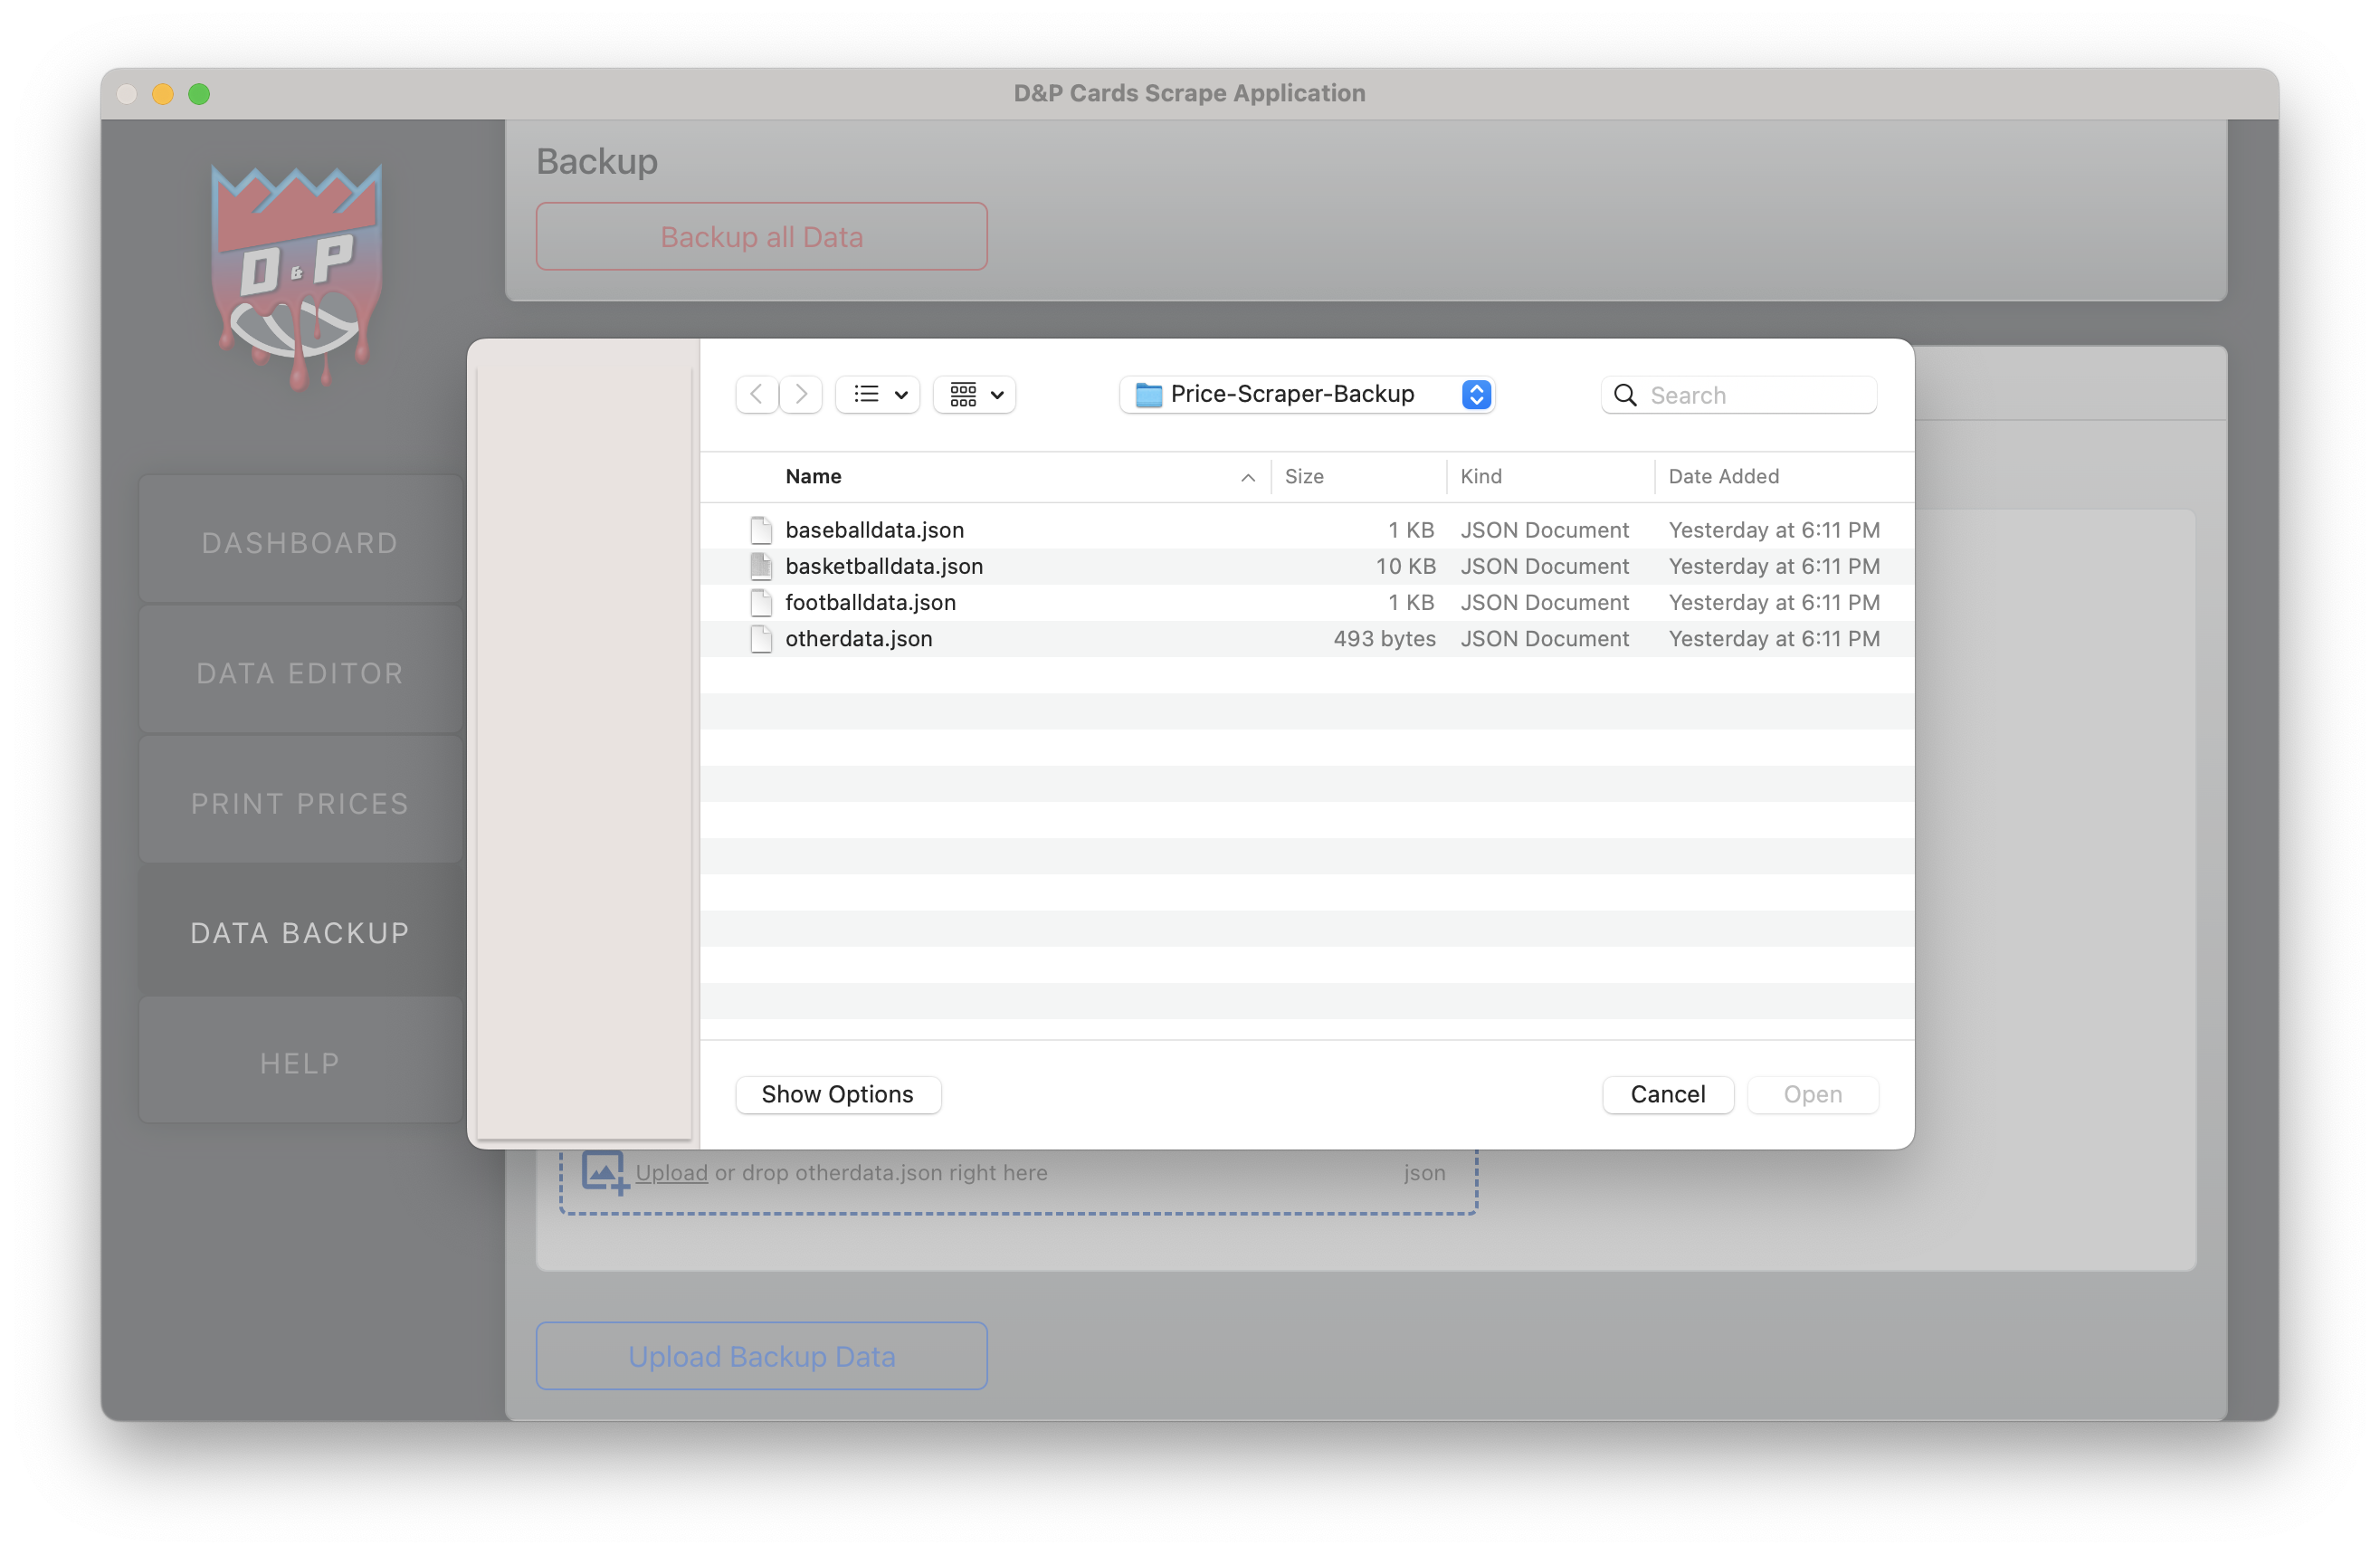 D&P Cards Scrape Application
D & P
DASHBOARD
DATA EDITOR
PRINT PRICES
DATA BACKUP
HELP
Backup
Backup all Data
Price-Scraper-Backup
Search
Name Size Kind Date Added
baseballdata.json 1 KB JSON Document Yesterday at 6:11 PM
basketballdata.json 10 KB JSON Document Yesterday at 6:11 PM
footballdata.json 1 KB JSON Document Yesterday at 6:11 PM
otherdata.json 493 bytes JSON Document Yesterday at 6:11 PM
Show Options Cancel Open
Upload or drop otherdata.json right here json
Upload Backup Data